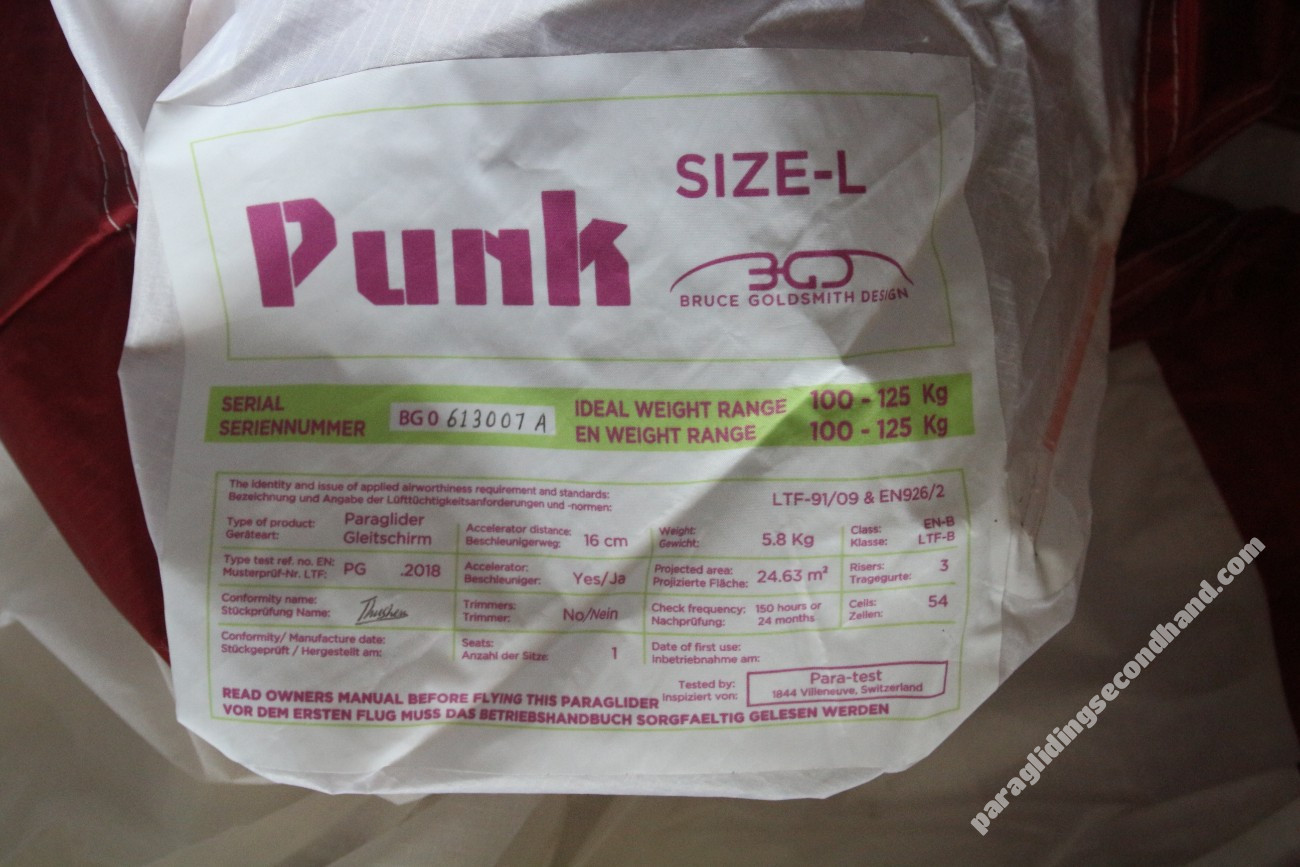 Punk
SIZE-L
BGD
BRUCE GOLDSMITH DESIGN
SERIAL
SERIENNUMMER
BG0 613007 A
IDEAL WEIGHT RANGE 100 - 125 Kg
EN WEIGHT RANGE 100 - 125 Kg
The identity and issue of applied airworthiness requirement and standards:
Bezeichnung und Angabe der Lüfttüchtigkeitsanforderungen und -normen:
LTF-91/09 & EN926/2
Type of product:
Geräteart:
Paraglider
Gleitschirm
Accelerator distance:
Beschleunigerweg:
16 cm
Weight:
Gewicht:
5.8 Kg
Class:
Klasse:
EN-B
LTF-B
Type test ref. no. EN:
Musterprüf-Nr. LTF:
PG .2018
Accelerator:
Beschleuniger:
Yes/Ja
Projected area:
Projizierte Fläche:
24.63 m²
Risers:
Tragegurte:
3
Conformity name:
Stückprüfung Name:
Trimmers:
Trimmer:
No/Nein
Check frequency:
Nachprüfung:
150 hours or
24 months
Cells:
Zellen:
54
Conformity/ Manufacture date:
Stückgeprüft / Hergestellt am:
Seats:
Anzahl der Sitze:
1
Date of first use:
Inbetriebnahme am:
Tested by:
Inspiziert von:
Para-test
1844 Villeneuve, Switzerland
READ OWNERS MANUAL BEFORE FLYING THIS PARAGLIDER
VOR DEM ERSTEN FLUG MUSS DAS BETRIEBSHANDBUCH SORGFAELTIG GELESEN WERDEN
paraglidingsecondhand.com